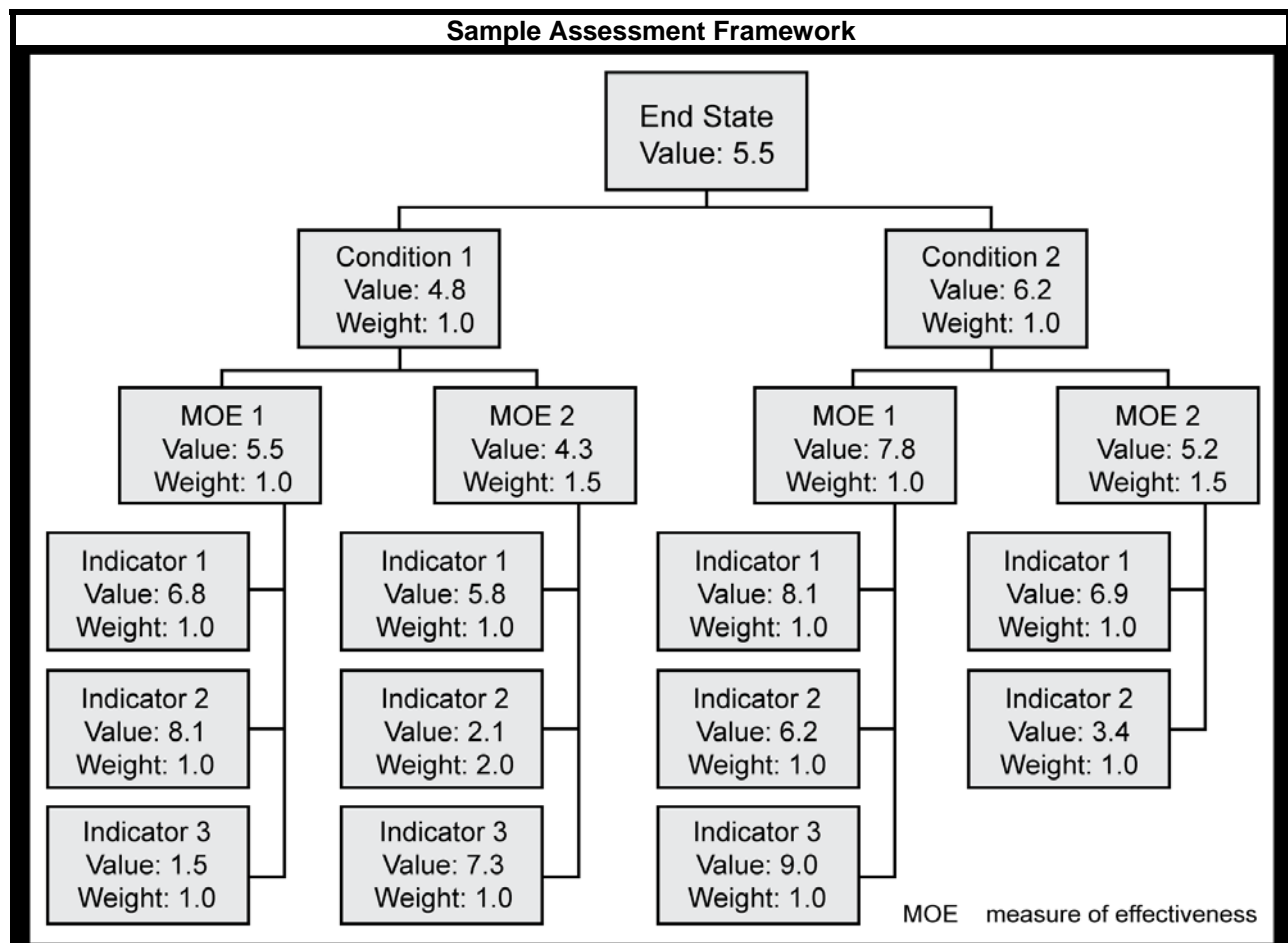 Sample Assessment Framework
End State
Value: 5.5
Condition 1
Value: 4.8
Weight: 1.0
Condition 2
Value: 6.2
Weight: 1.0
MOE 1
Value: 5.5
Weight: 1.0
MOE 2
Value: 4.3
Weight: 1.5
MOE 1
Value: 7.8
Weight: 1.0
MOE 2
Value: 5.2
Weight: 1.5
Indicator 1
Value: 6.8
Weight: 1.0
Indicator 1
Value: 5.8
Weight: 1.0
Indicator 1
Value: 8.1
Weight: 1.0
Indicator 1
Value: 6.9
Weight: 1.0
Indicator 2
Value: 8.1
Weight: 1.0
Indicator 2
Value: 2.1
Weight: 2.0
Indicator 2
Value: 6.2
Weight: 1.0
Indicator 2
Value: 3.4
Weight: 1.0
Indicator 3
Value: 1.5
Weight: 1.0
Indicator 3
Value: 7.3
Weight: 1.0
Indicator 3
Value: 9.0
Weight: 1.0
MOE measure of effectiveness